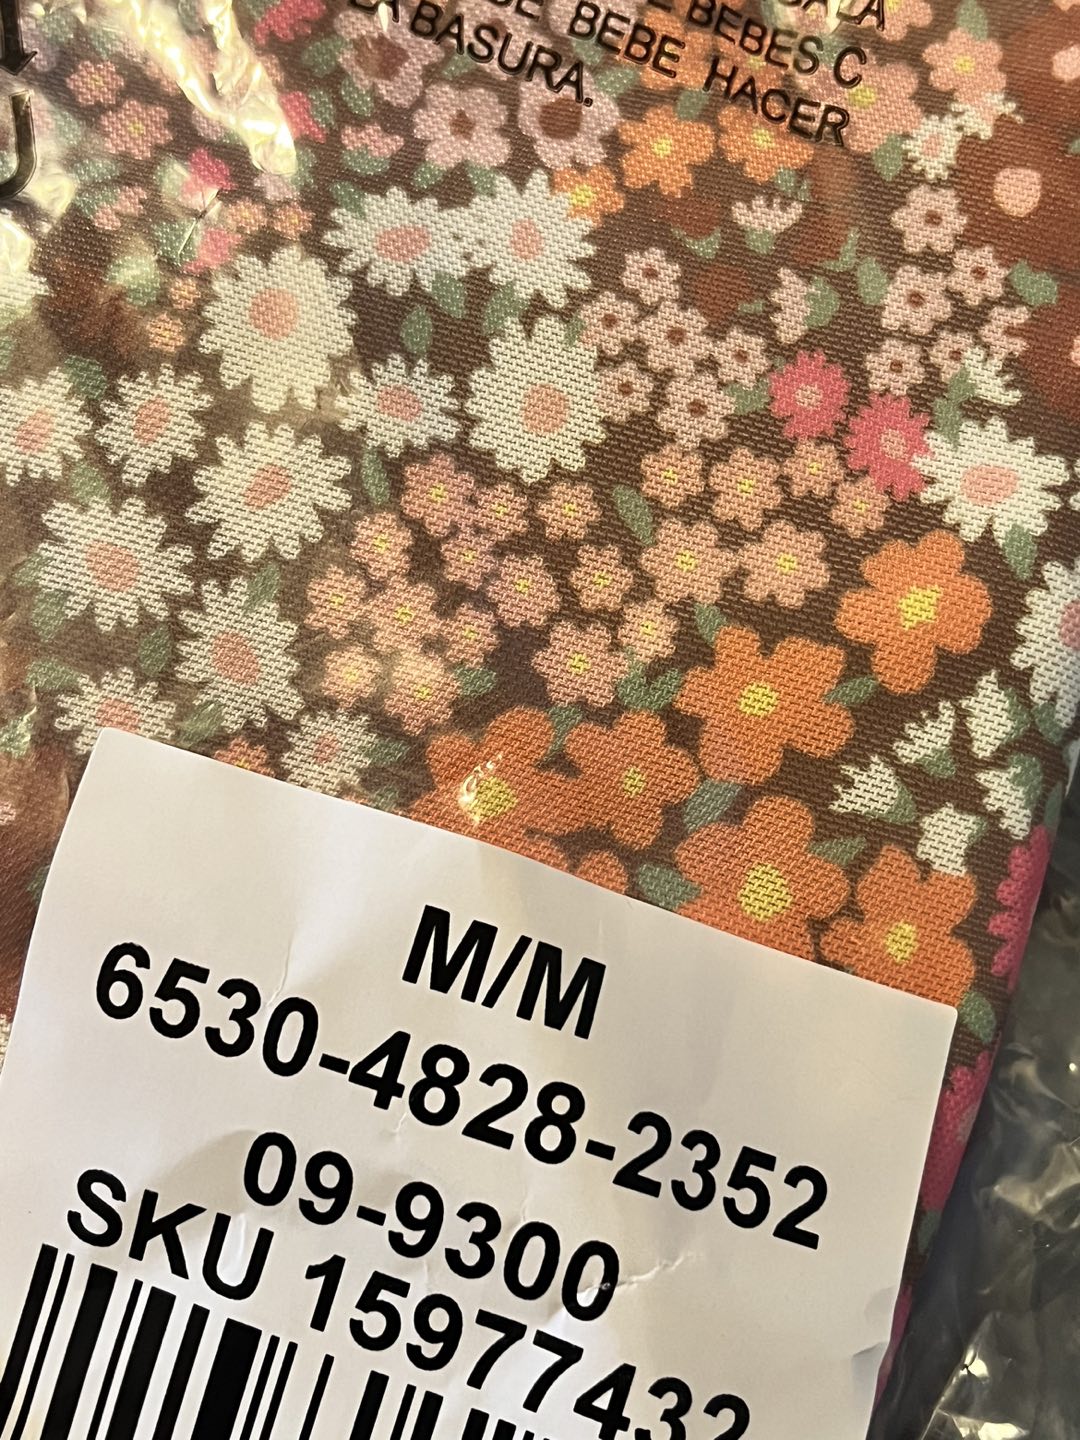 BEBES C
BEBE HACER
LA BASURA.
M/M
6530-4828-2352
09-9300
SKU 15977432